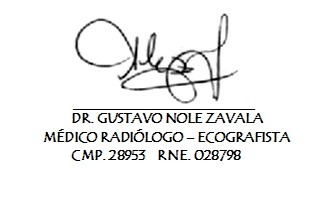 DR. GUSTAVO NOLE ZAVALA
MÉDICO RADIÓLOGO – ECOGRAFISTA
CMP. 28953 RNE. 028798